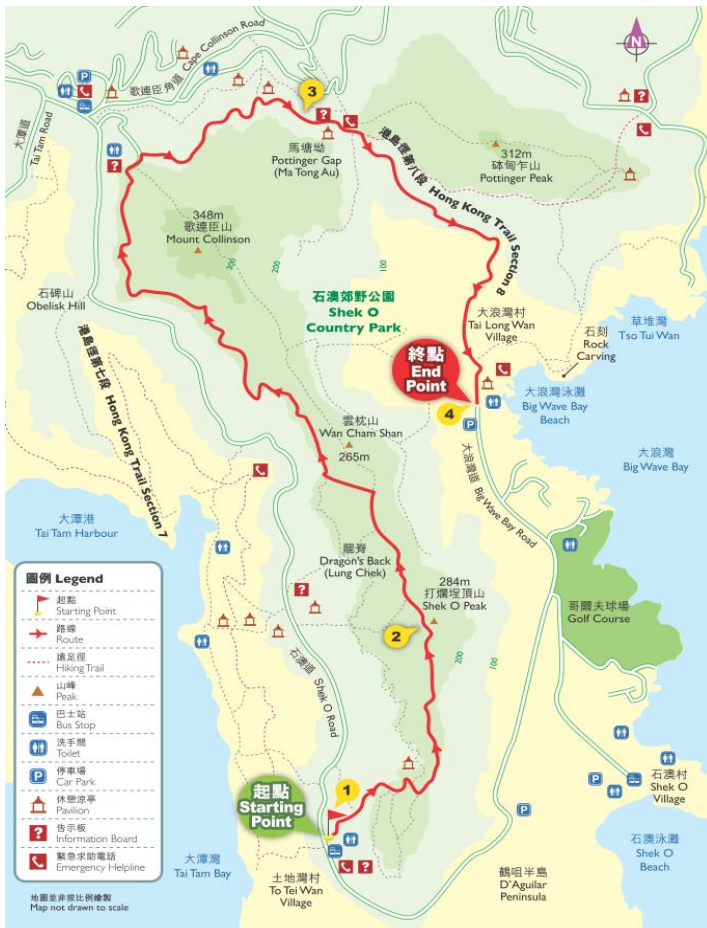 N
歌連臣角道 Cape Collinson Road
大潭道
Tai Tam Road
3
馬塘坳
Pottinger Gap
(Ma Tong Au)
312m
砵甸乍山
Pottinger Peak
港島徑第八段 Hong Kong Trail Section 8
348m
歌連臣山
Mount Collinson
300
200
100
石碑山
Obelisk Hill
石澳郊野公園
Shek O
Country Park
大浪灣村
Tai Long Wan
Village
石刻
Rock
Carving
草堆灣
Tso Tui Wan
終點
End
Point
4
大浪灣泳灘
Big Wave Bay
Beach
大浪灣
Big Wave Bay
港島徑第七段 Hong Kong Trail Section 7
雲枕山
Wan Cham Shan
265m
大浪灣道 Big Wave Bay Road
大潭港
Tai Tam Harbour
龍脊
Dragon's Back
(Lung Chek)
284m
打爛埕頂山
Shek O Peak
2
200
100
哥爾夫球場
Golf Course
石澳道 Shek O Road
圖例 Legend
起點
Starting Point
路線
Route
遠足徑
Hiking Trail
山峰
Peak
巴士站
Bus Stop
洗手間
Toilet
P
停車場
Car Park
休憩涼亭
Pavilion
?
告示板
Information Board
緊急求助電話
Emergency Helpline
1
起點
Starting
Point
石澳村
Shek O
Village
石澳泳灘
Shek O
Beach
大潭灣
Tai Tam Bay
土地灣村
To Tei Wan
Village
鶴咀半島
D'Aguilar
Peninsula
地圖並非按比例繪製
Map not drawn to scale